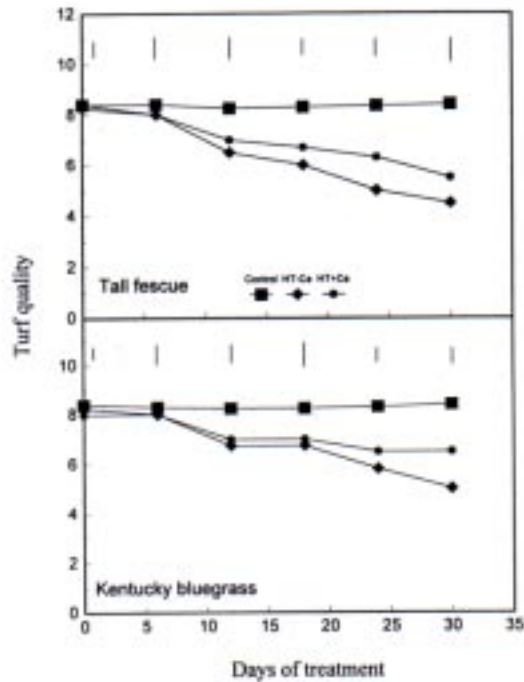 12
10
8
6
4
2
0
Tall fescue
Control HT-Ca HT+Ca
Turf quality
10
8
6
4
2
0
Kentucky bluegrass
0 5 10 15 20 25 30 35
Days of treatment